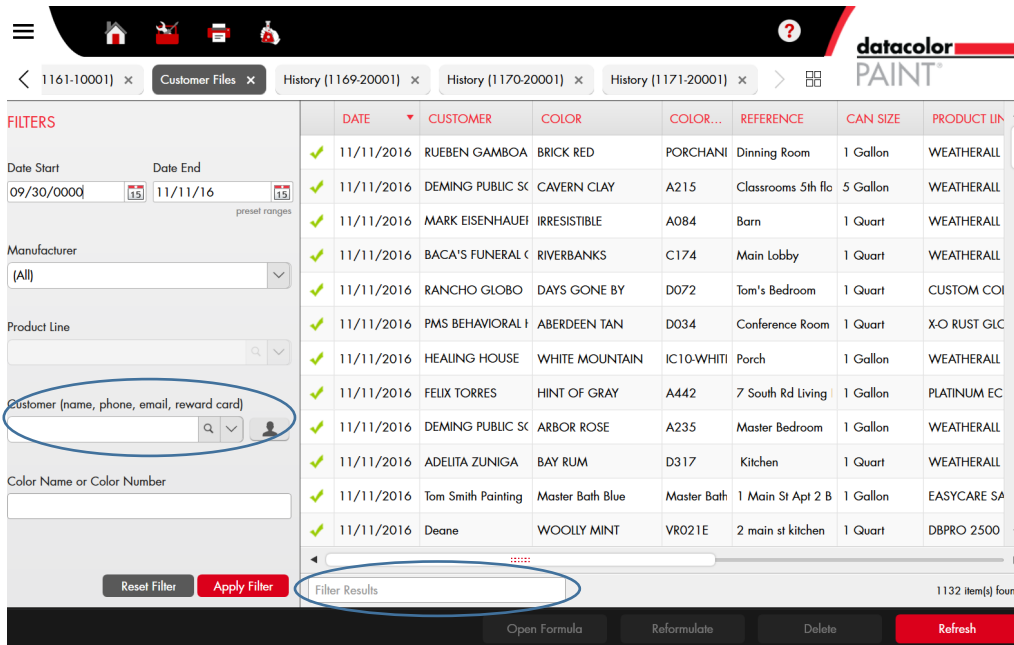 ?
datacolor
PAINT®
1161-10001) ×
Customer Files ×
History (1169-20001) ×
History (1170-20001) ×
History (1171-20001) ×
FILTERS
Date Start Date End
09/30/0000 15 11/11/16 15
preset ranges
Manufacturer
(All)
Product Line
Customer (name, phone, email, reward card)
Color Name or Color Number
Reset Filter Apply Filter
DATE CUSTOMER COLOR COLOR... REFERENCE CAN SIZE PRODUCT LIN
11/11/2016 RUEBEN GAMBOA BRICK RED PORCHANI Dinning Room 1 Gallon WEATHERALL
11/11/2016 DEMING PUBLIC SC CAVERN CLAY A215 Classrooms 5th flo 5 Gallon WEATHERALL
11/11/2016 MARK EISENHAUER IRRESISTIBLE A084 Barn 1 Quart WEATHERALL
11/11/2016 BACA'S FUNERAL C RIVERBANKS C174 Main Lobby 1 Quart WEATHERALL
11/11/2016 RANCHO GLOBO DAYS GONE BY D072 Tom's Bedroom 1 Quart CUSTOM COL
11/11/2016 PMS BEHAVIORAL H ABERDEEN TAN D034 Conference Room 1 Quart X-O RUST GLO
11/11/2016 HEALING HOUSE WHITE MOUNTAIN IC10-WHITI Porch 1 Gallon WEATHERALL
11/11/2016 FELIX TORRES HINT OF GRAY A442 7 South Rd Living 1 Gallon PLATINUM EC
11/11/2016 DEMING PUBLIC SC ARBOR ROSE A235 Master Bedroom 1 Gallon WEATHERALL
11/11/2016 ADELITA ZUNIGA BAY RUM D317 Kitchen 1 Quart WEATHERALL
11/11/2016 Tom Smith Painting Master Bath Blue Master Bath 1 Main St Apt 2 B 1 Gallon EASYCARE SA
11/11/2016 Deane WOOLLY MINT VR021E 2 main st kitchen 1 Quart DBPRO 2500
Filter Results 1132 item(s) foun
Open Formula Reformulate Delete Refresh